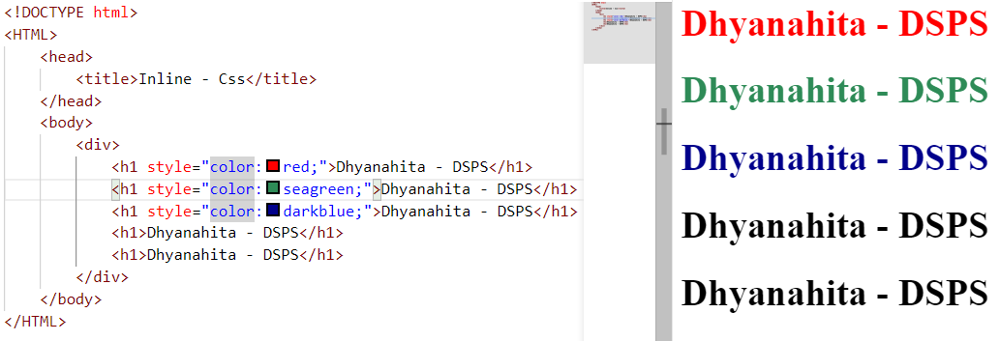 <!DOCTYPE html>
<HTML>
    <head>
        <title>Inline - Css</title>
    </head>
    <body>
        <div>
            <h1 style="color:red;">Dhyanahita - DSPS</h1>
            <h1 style="color:seagreen;">Dhyanahita - DSPS</h1>
            <h1 style="color:darkblue;">Dhyanahita - DSPS</h1>
            <h1>Dhyanahita - DSPS</h1>
            <h1>Dhyanahita - DSPS</h1>
        </div>
    </body>
</HTML>
Dhyanahita - DSPS
Dhyanahita - DSPS
Dhyanahita - DSPS
Dhyanahita - DSPS
Dhyanahita - DSPS